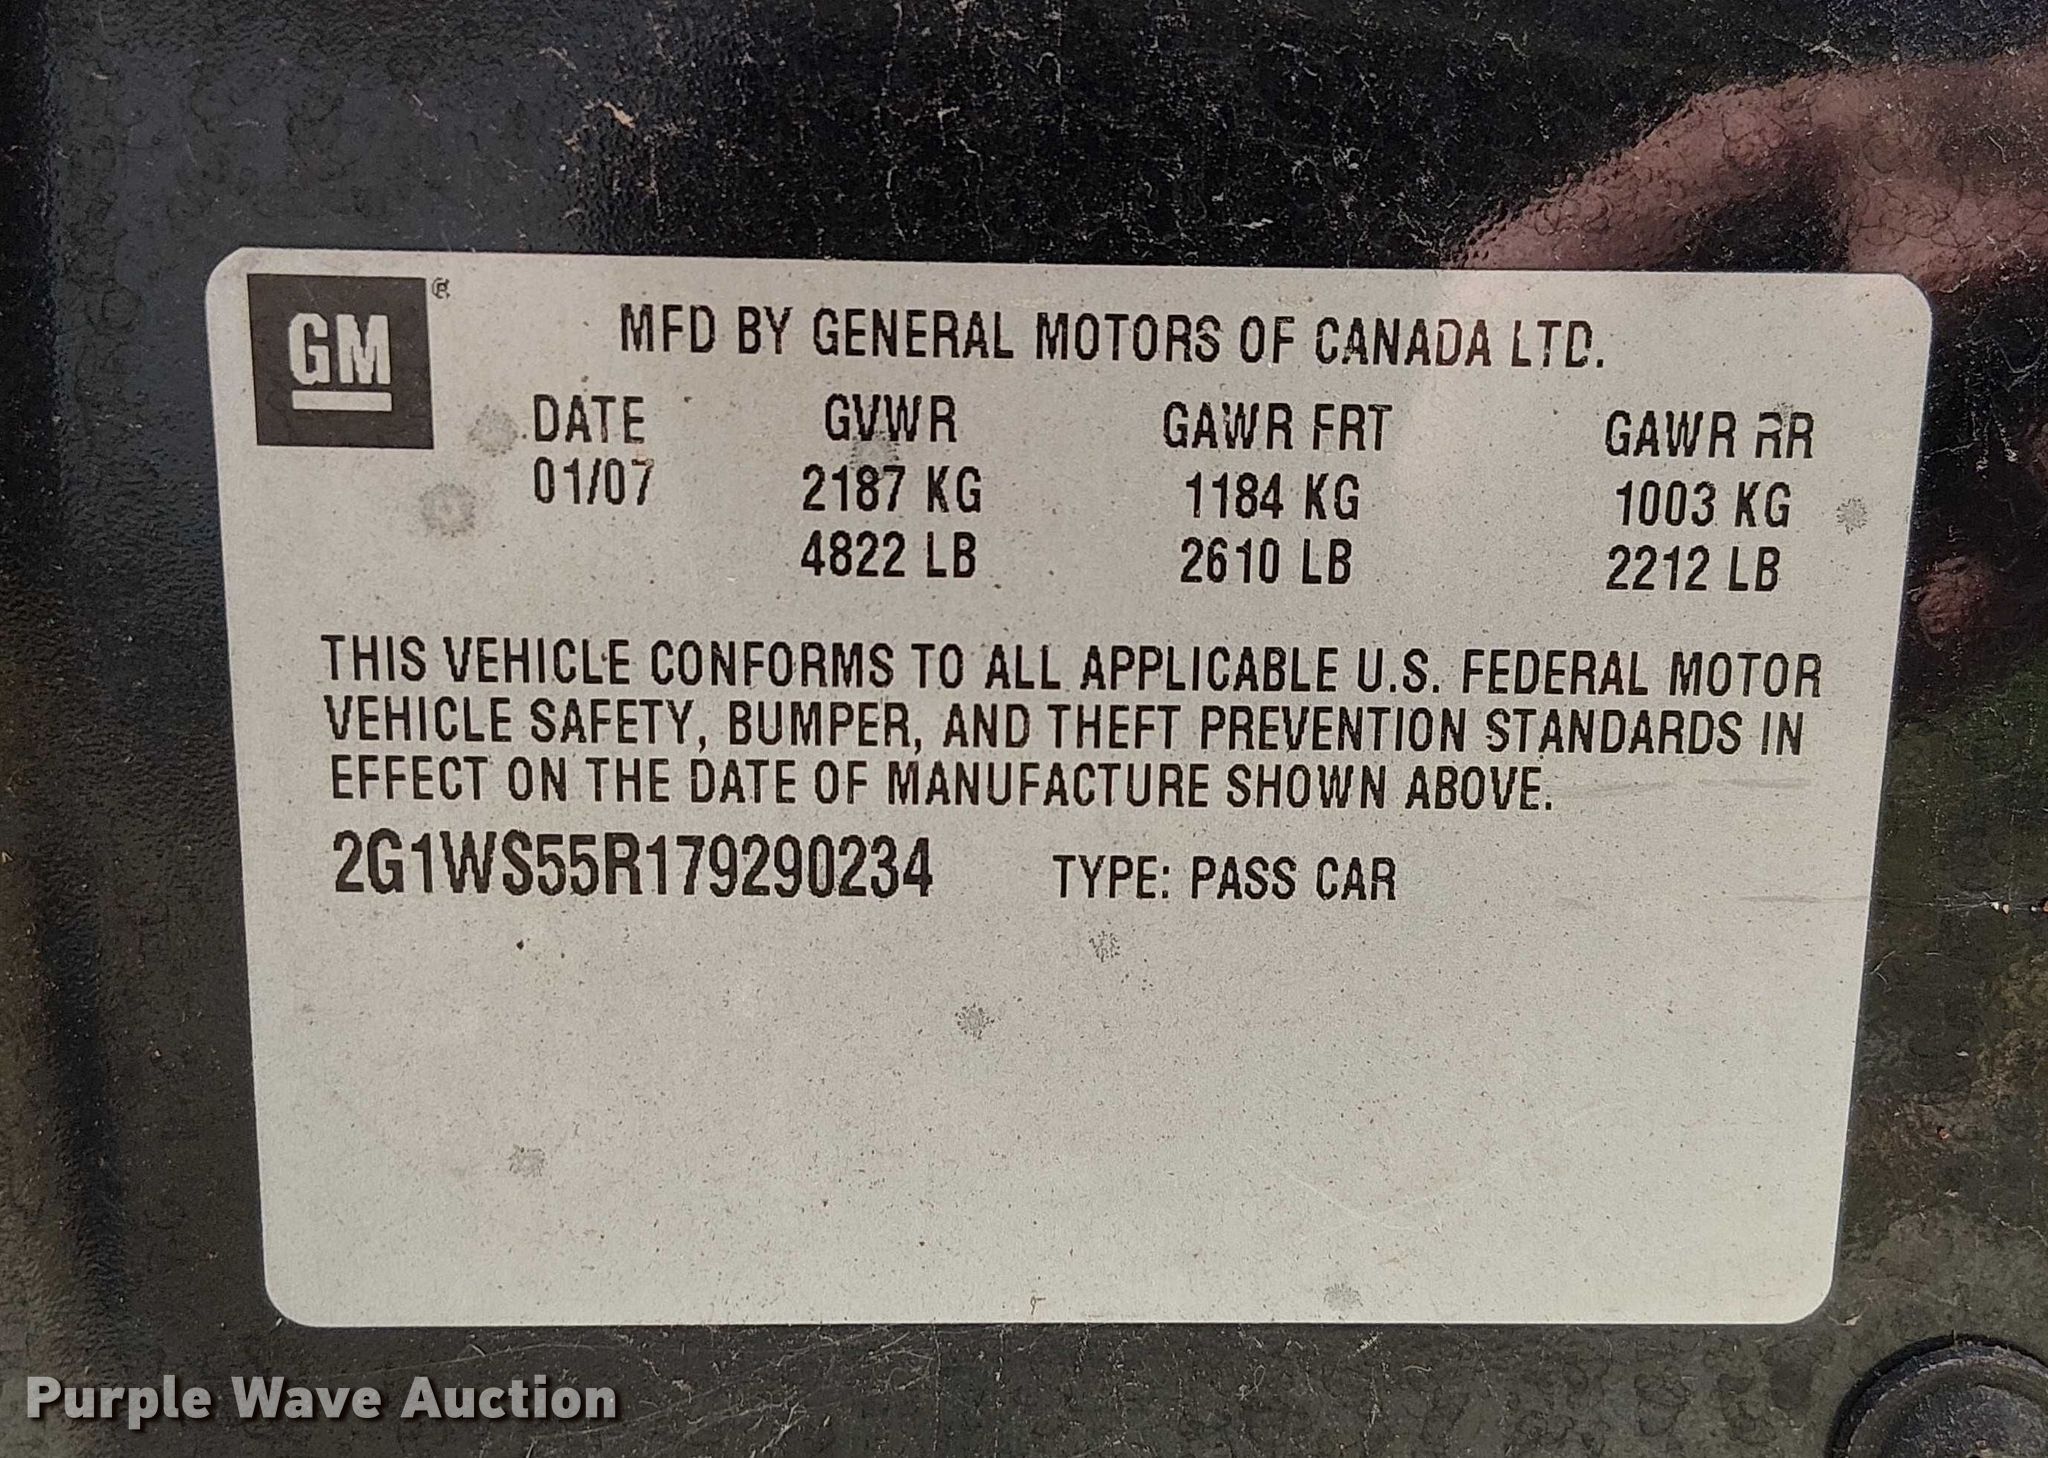 GM ®
MFD BY GENERAL MOTORS OF CANADA LTD.
DATE GVWR GAWR FRT GAWR RR
01/07 2187 KG 1184 KG 1003 KG
4822 LB 2610 LB 2212 LB
THIS VEHICLE CONFORMS TO ALL APPLICABLE U.S. FEDERAL MOTOR
VEHICLE SAFETY, BUMPER, AND THEFT PREVENTION STANDARDS IN
EFFECT ON THE DATE OF MANUFACTURE SHOWN ABOVE.
2G1WS55R179290234 TYPE: PASS CAR
Purple Wave Auction